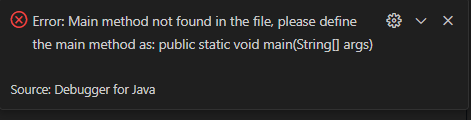 Error: Main method not found in the file, please define
the main method as: public static void main(String[] args)
Source: Debugger for Java